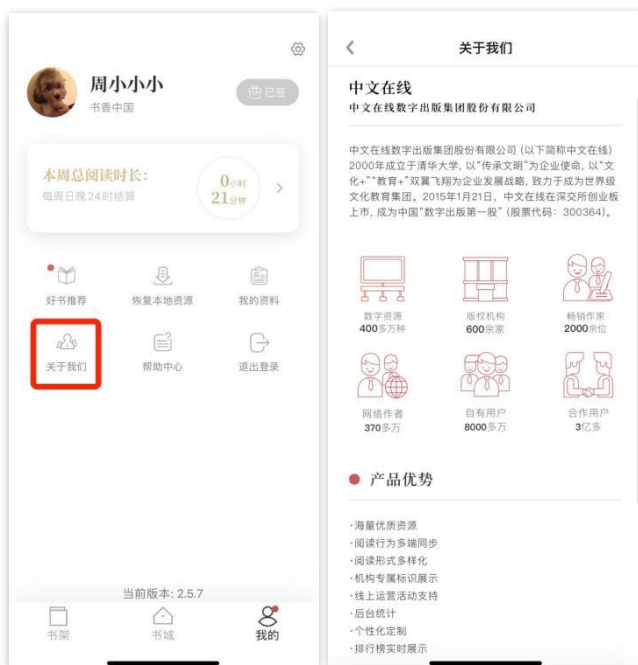 周小小小
书香中国
已签
本周总阅读时长:
每周日晚24时结算
0小时
21分钟
好书推荐
恢复本地资源
我的资料
关于我们
帮助中心
退出登录
当前版本: 2.5.7
书架
书城
我的
关于我们
中文在线
中文在线数字出版集团股份有限公司
中文在线数字出版集团股份有限公司 (以下简称中文在线)
2000年成立于清华大学, 以“传承文明”为企业使命, 以“文
化+”“教育+”双翼飞翔为企业发展战略, 致力于成为世界级
文化教育集团。2015年1月21日, 中文在线在深交所创业板
上市, 成为中国“数字出版第一股” (股票代码: 300364)。
数字资源
400多万种
版权机构
600余家
畅销作家
2000余位
网络作者
370多万
自有用户
8000多万
合作用户
3亿多
产品优势
·海量优质资源
·阅读行为多端同步
·阅读形式多样化
·机构专属标识展示
·线上运营活动支持
·后台统计
·个性化定制
·排行榜实时展示